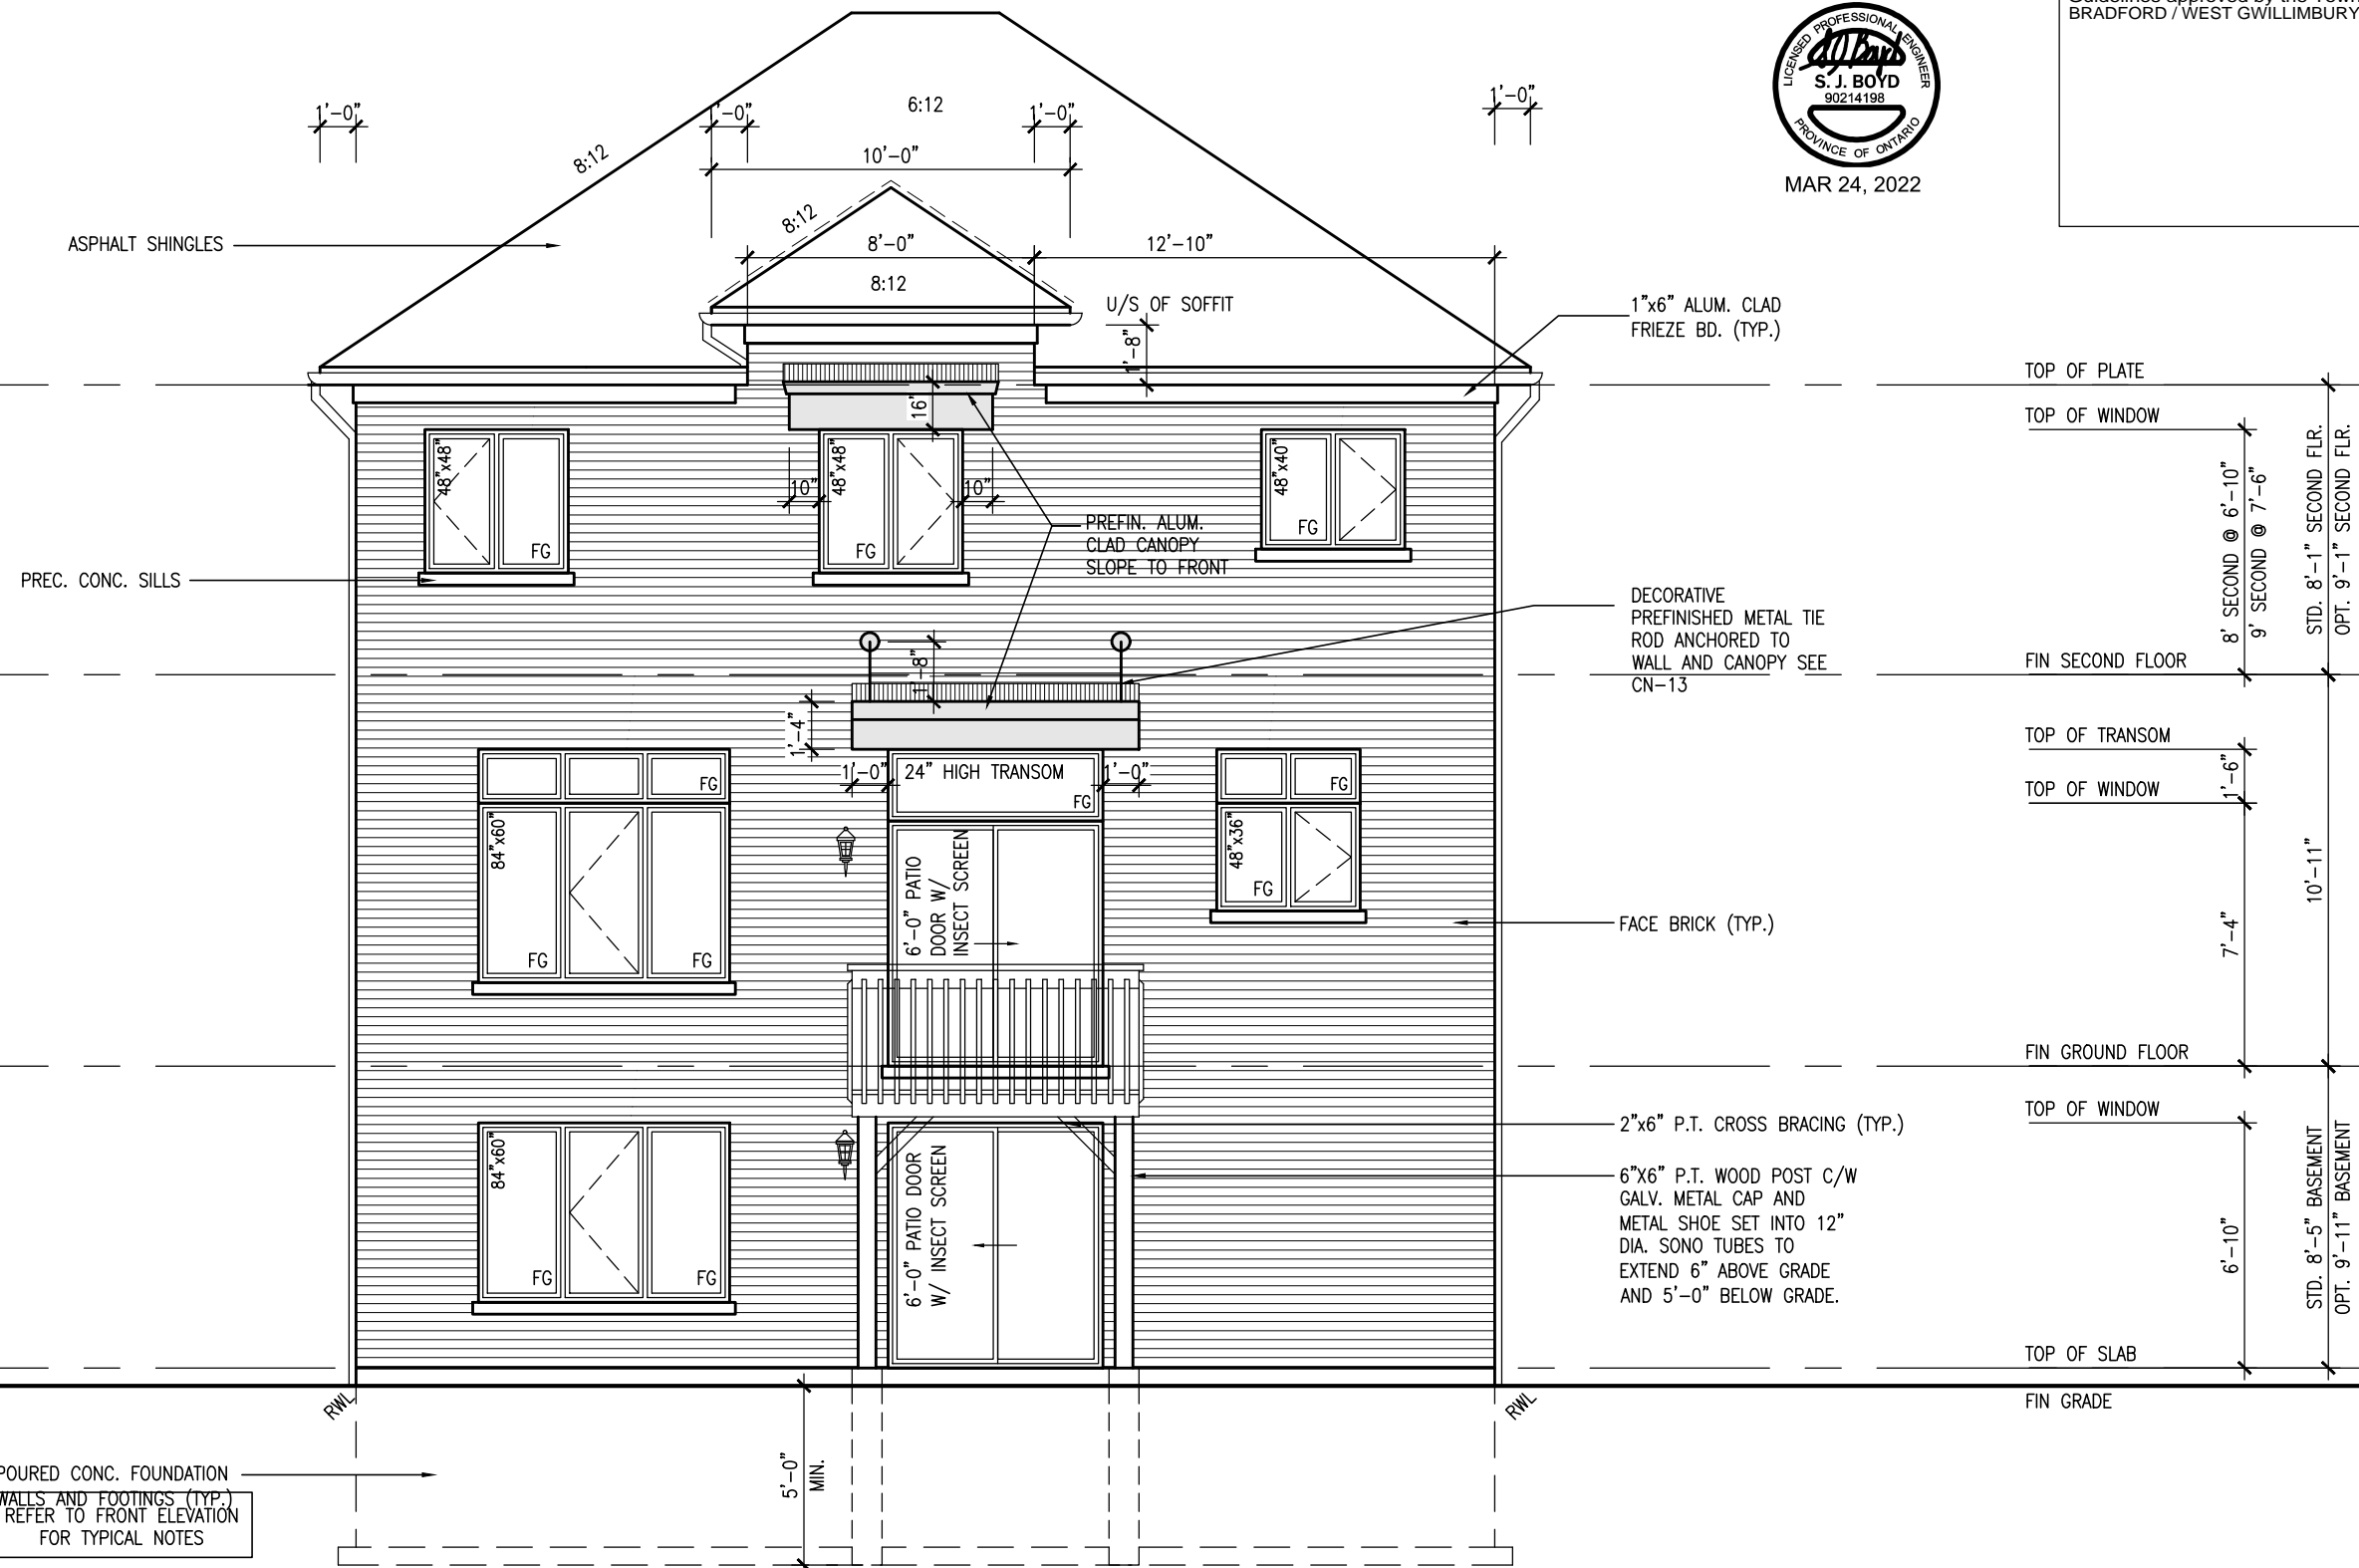 Guidelines approved by the Town
BRADFORD / WEST GWILLIMBURY
LICENSED PROFESSIONAL ENGINEER
S. J. BOYD
90214198
PROVINCE OF ONTARIO
MAR 24, 2022
1'-0"
1'-0"
6:12
1'-0"
1'-0"
8:12
10'-0"
ASPHALT SHINGLES
8:12
8'-0"
12'-10"
8:12
U/S OF SOFFIT
1'-8"
1"x6" ALUM. CLAD
FRIEZE BD. (TYP.)
TOP OF PLATE
TOP OF WINDOW
16"
48"x48"
FG
10"
48"x48"
10"
FG
48"x40"
FG
PREFIN. ALUM.
CLAD CANOPY
SLOPE TO FRONT
PREC. CONC. SILLS
8' SECOND @ 6'-10"
9' SECOND @ 7'-6"
STD. 8'-1" SECOND FLR.
OPT. 9'-1" SECOND FLR.
DECORATIVE
PREFINISHED METAL TIE
ROD ANCHORED TO
WALL AND CANOPY SEE
CN-13
FIN SECOND FLOOR
1'-8"
1'-4"
TOP OF TRANSOM
1'-6"
TOP OF WINDOW
1'-0"
24" HIGH TRANSOM
1'-0"
FG
FG
FG
84"x60"
FG
FG
6'-0" PATIO
DOOR W/
INSECT SCREEN
48"x36"
FG
FACE BRICK (TYP.)
7'-4"
10'-11"
FIN GROUND FLOOR
TOP OF WINDOW
2"x6" P.T. CROSS BRACING (TYP.)
84"x60"
FG
FG
6'-0" PATIO DOOR
W/ INSECT SCREEN
6"X6" P.T. WOOD POST C/W
GALV. METAL CAP AND
METAL SHOE SET INTO 12"
DIA. SONO TUBES TO
EXTEND 6" ABOVE GRADE
AND 5'-0" BELOW GRADE.
6'-10"
STD. 8'-5" BASEMENT
OPT. 9'-11" BASEMENT
TOP OF SLAB
FIN GRADE
RWL
RWL
5'-0"
MIN.
POURED CONC. FOUNDATION
WALLS AND FOOTINGS (TYP.)
REFER TO FRONT ELEVATION
FOR TYPICAL NOTES